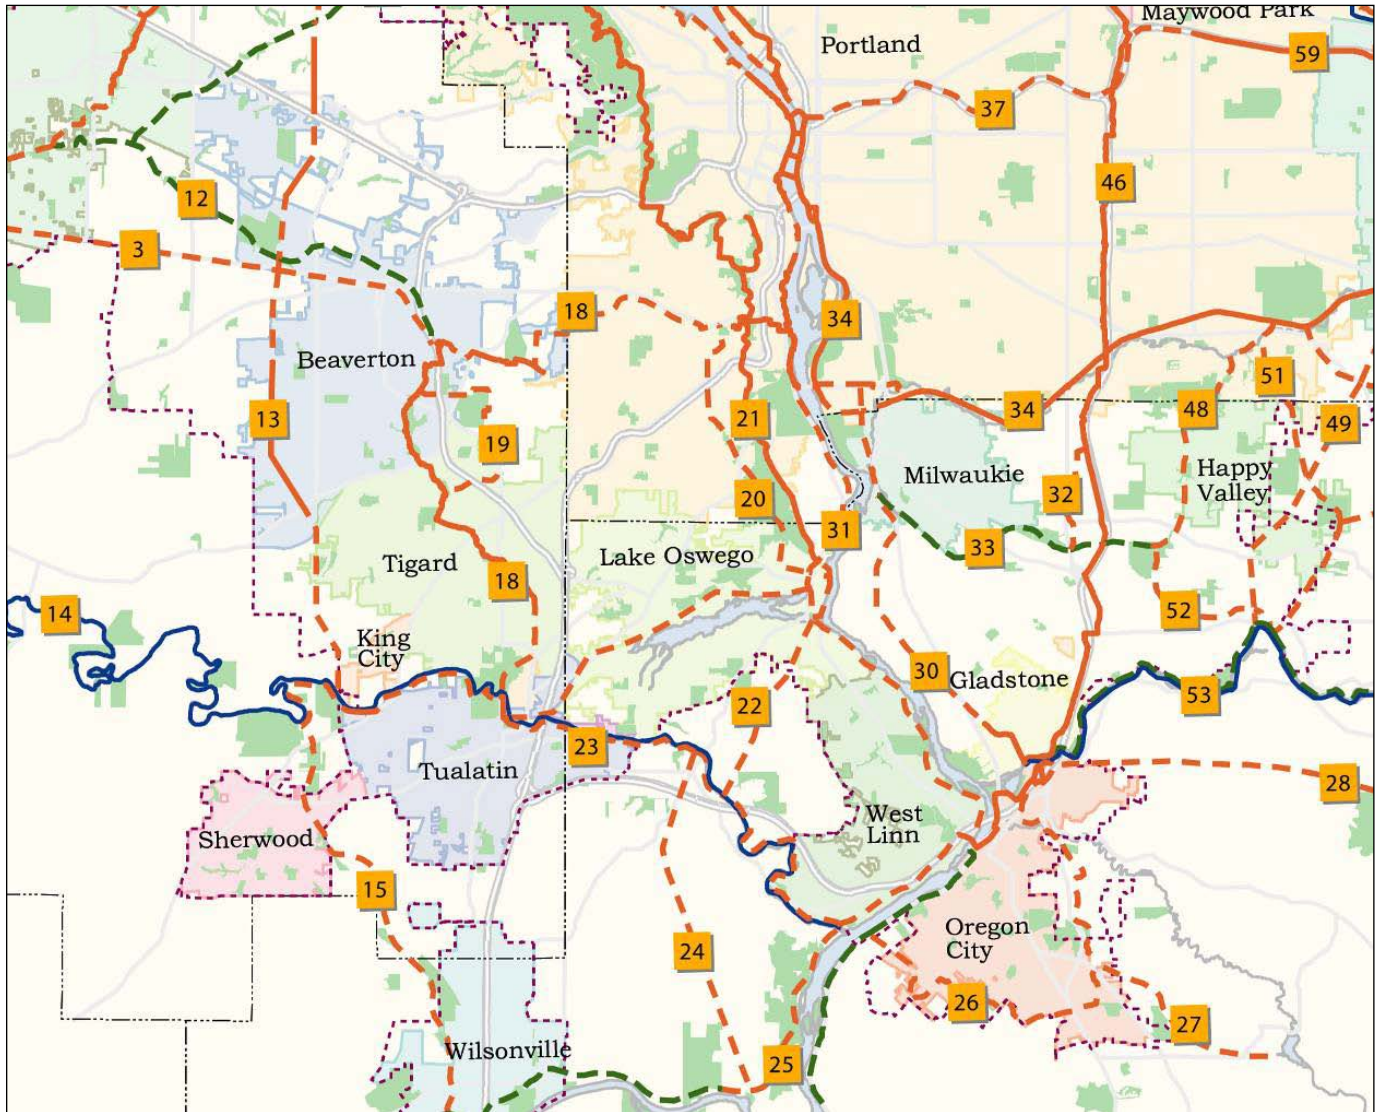 Maywood Park
Portland
59
37
46
12
3
18
34
Beaverton
51
48
34
13
21
49
19
Milwaukie
Happy
Valley
32
20
31
33
Lake Oswego
Tigard
18
14
52
King
City
30
Gladstone
53
22
23
Tualatin
28
West
Linn
Sherwood
15
Oregon
City
24
26
27
Wilsonville
25